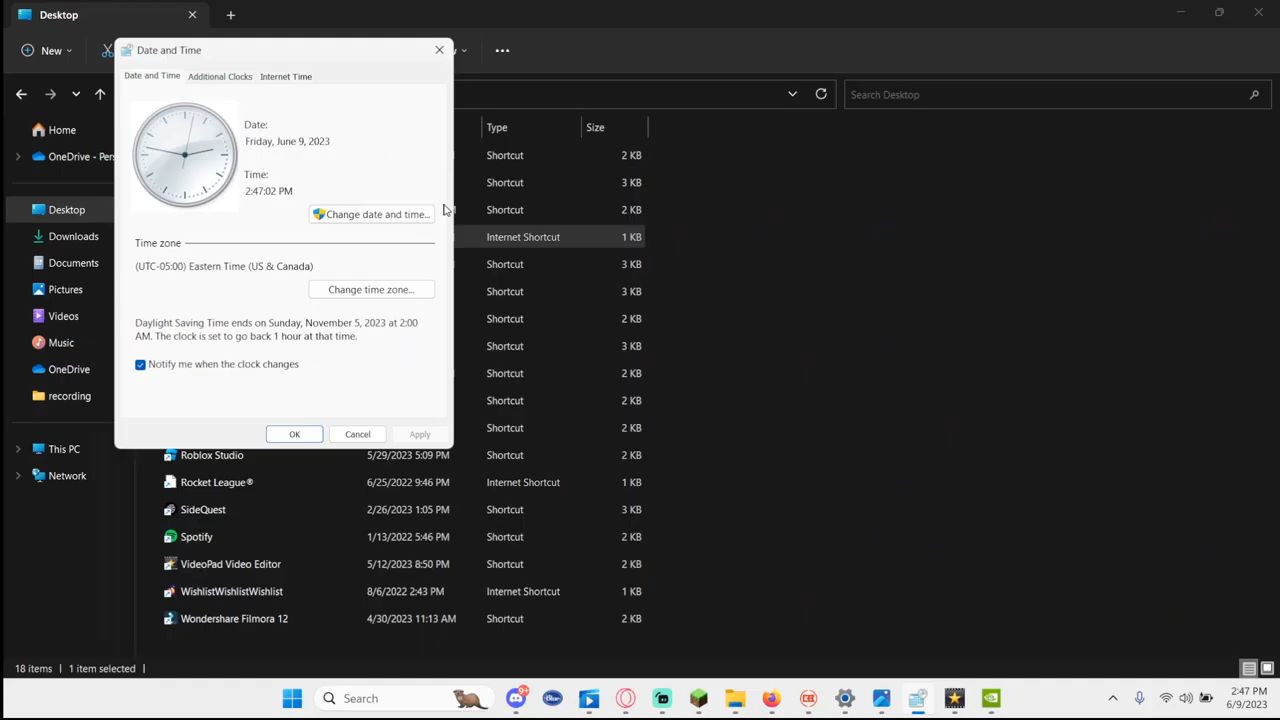 Desktop
New
Date and Time
Date and Time Additional Clocks Internet Time
Search Desktop
Home
OneDrive - Pers
Desktop
Downloads
Documents
Pictures
Videos
Music
OneDrive
recording
This PC
Network
Date:
Friday, June 9, 2023
Time:
2:47:02 PM
Change date and time...
Time zone
(UTC-05:00) Eastern Time (US & Canada)
Change time zone...
Daylight Saving Time ends on Sunday, November 5, 2023 at 2:00
AM. The clock is set to go back 1 hour at that time.
Notify me when the clock changes
OK Cancel Apply
Type Size
Shortcut 2 KB
Shortcut 3 KB
Shortcut 2 KB
Internet Shortcut 1 KB
Shortcut 3 KB
Shortcut 2 KB
Shortcut 2 KB
Shortcut 3 KB
Shortcut 2 KB
Shortcut 2 KB
Shortcut 2 KB
Roblox Studio 5/29/2023 5:09 PM Shortcut 2 KB
Rocket League® 6/25/2022 9:46 PM Internet Shortcut 1 KB
SideQuest 2/26/2023 1:05 PM Shortcut 3 KB
Spotify 1/13/2022 5:46 PM Shortcut 2 KB
VideoPad Video Editor 5/12/2023 8:50 PM Shortcut 2 KB
WishlistWishlistWishlist 8/6/2022 2:43 PM Internet Shortcut 1 KB
Wondershare Filmora 12 4/30/2023 11:13 AM Shortcut 2 KB
18 items 1 item selected
Search
9+
2:47 PM
6/9/2023